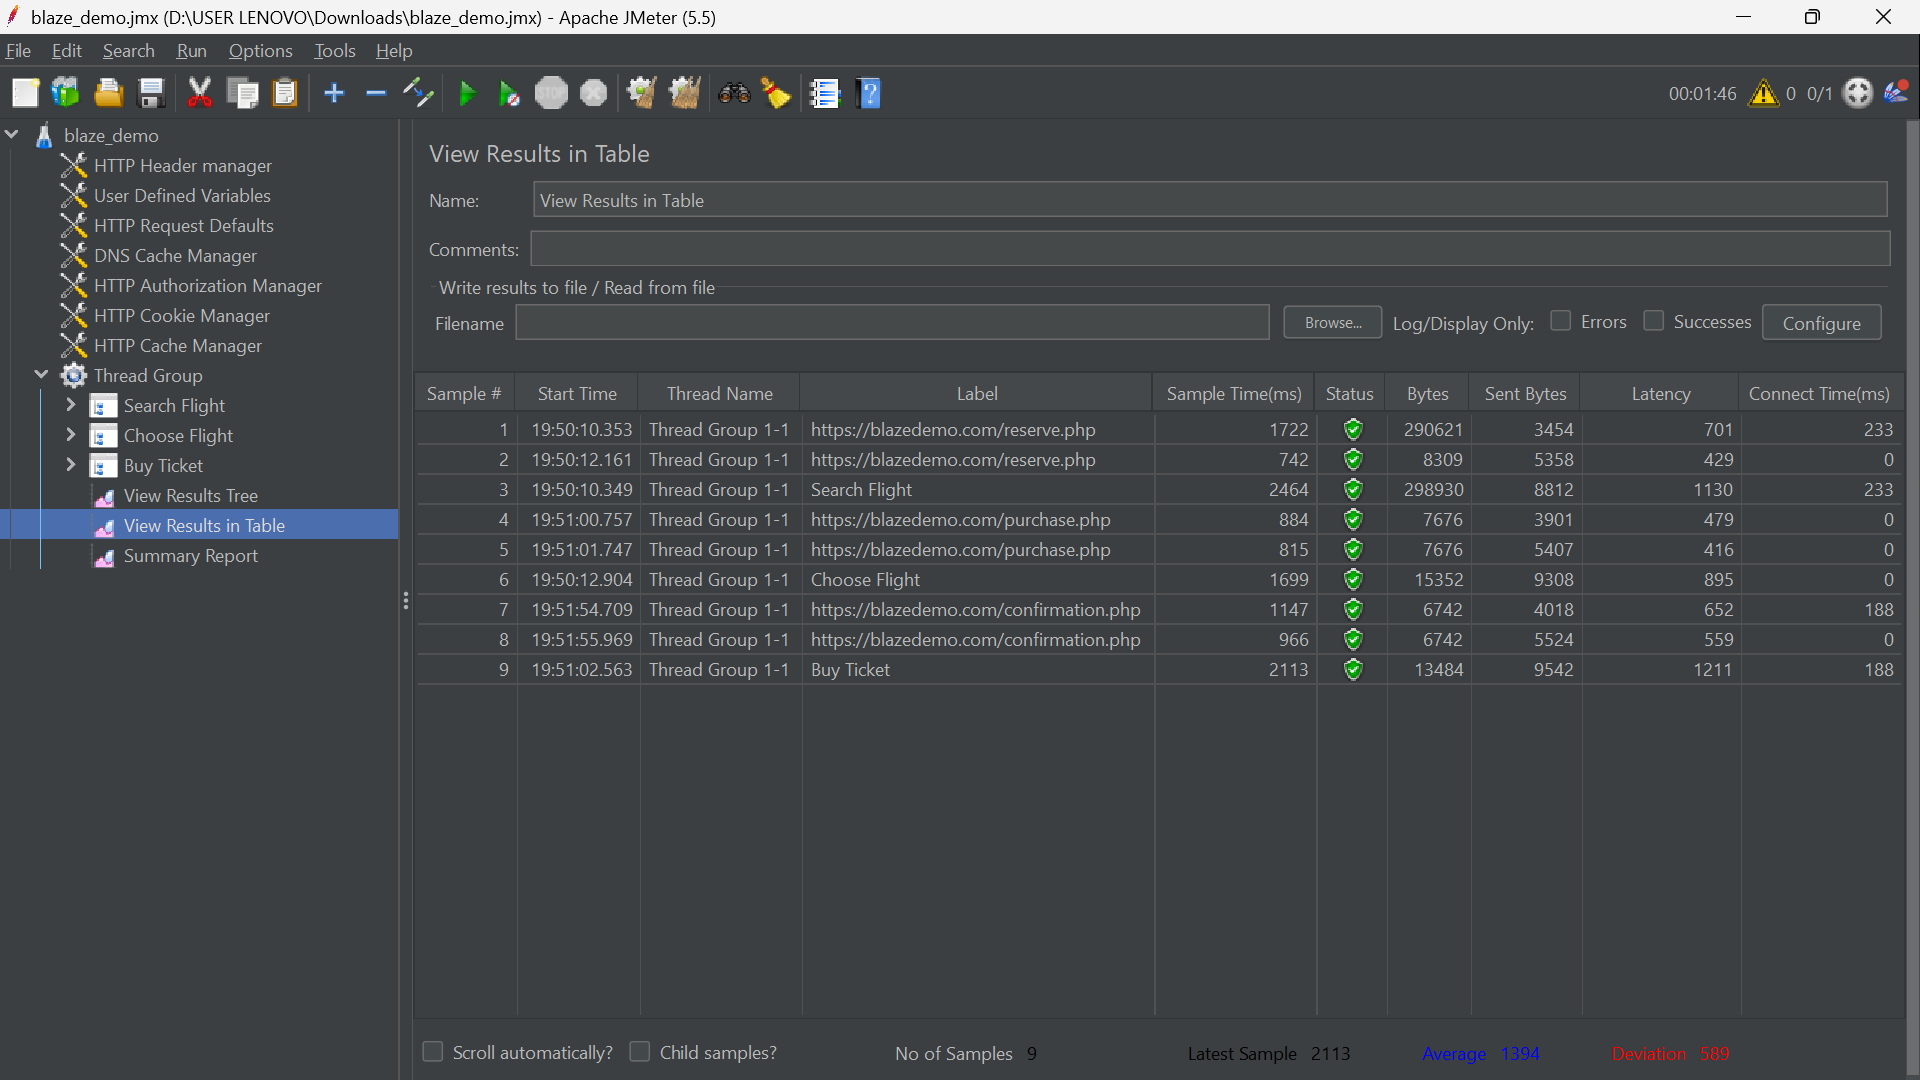 blaze_demo.jmx (D:\USER LENOVO\Downloads\blaze_demo.jmx) - Apache JMeter (5.5)
File Edit Search Run Options Tools Help
STOP 00:01:46 0 0/1
blaze_demo
HTTP Header manager
User Defined Variables
HTTP Request Defaults
DNS Cache Manager
HTTP Authorization Manager
HTTP Cookie Manager
HTTP Cache Manager
Thread Group
Search Flight
Choose Flight
Buy Ticket
View Results Tree
View Results in Table
Summary Report
View Results in Table
Name: View Results in Table
Comments:
Write results to file / Read from file
Filename Browse... Log/Display Only: Errors Successes Configure
Sample # Start Time Thread Name Label Sample Time(ms) Status Bytes Sent Bytes Latency Connect Time(ms)
1 19:50:10.353 Thread Group 1-1 https://blazedemo.com/reserve.php 1722 290621 3454 701 233
2 19:50:12.161 Thread Group 1-1 https://blazedemo.com/reserve.php 742 8309 5358 429 0
3 19:50:10.349 Thread Group 1-1 Search Flight 2464 298930 8812 1130 233
4 19:51:00.757 Thread Group 1-1 https://blazedemo.com/purchase.php 884 7676 3901 479 0
5 19:51:01.747 Thread Group 1-1 https://blazedemo.com/purchase.php 815 7676 5407 416 0
6 19:50:12.904 Thread Group 1-1 Choose Flight 1699 15352 9308 895 0
7 19:51:54.709 Thread Group 1-1 https://blazedemo.com/confirmation.php 1147 6742 4018 652 188
8 19:51:55.969 Thread Group 1-1 https://blazedemo.com/confirmation.php 966 6742 5524 559 0
9 19:51:02.563 Thread Group 1-1 Buy Ticket 2113 13484 9542 1211 188
Scroll automatically? Child samples? No of Samples 9 Latest Sample 2113 Average 1394 Deviation 589